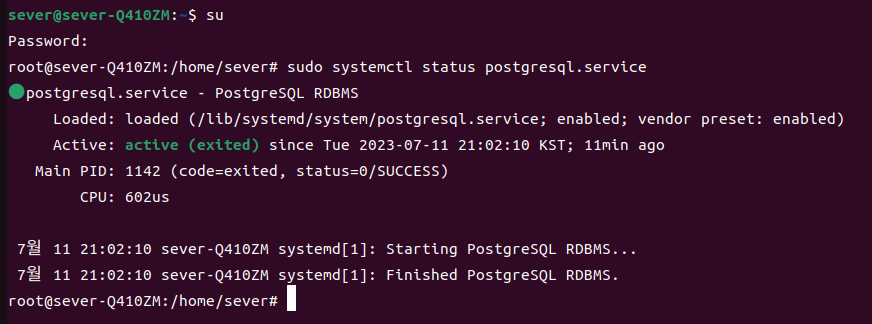 sever@sever-Q410ZM:~$ su
Password:
root@sever-Q410ZM:/home/sever# sudo systemctl status postgresql.service
●postgresql.service - PostgreSQL RDBMS
     Loaded: loaded (/lib/systemd/system/postgresql.service; enabled; vendor preset: enabled)
     Active: active (exited) since Tue 2023-07-11 21:02:10 KST; 11min ago
   Main PID: 1142 (code=exited, status=0/SUCCESS)
        CPU: 602us

 7월 11 21:02:10 sever-Q410ZM systemd[1]: Starting PostgreSQL RDBMS...
 7월 11 21:02:10 sever-Q410ZM systemd[1]: Finished PostgreSQL RDBMS.
root@sever-Q410ZM:/home/sever#